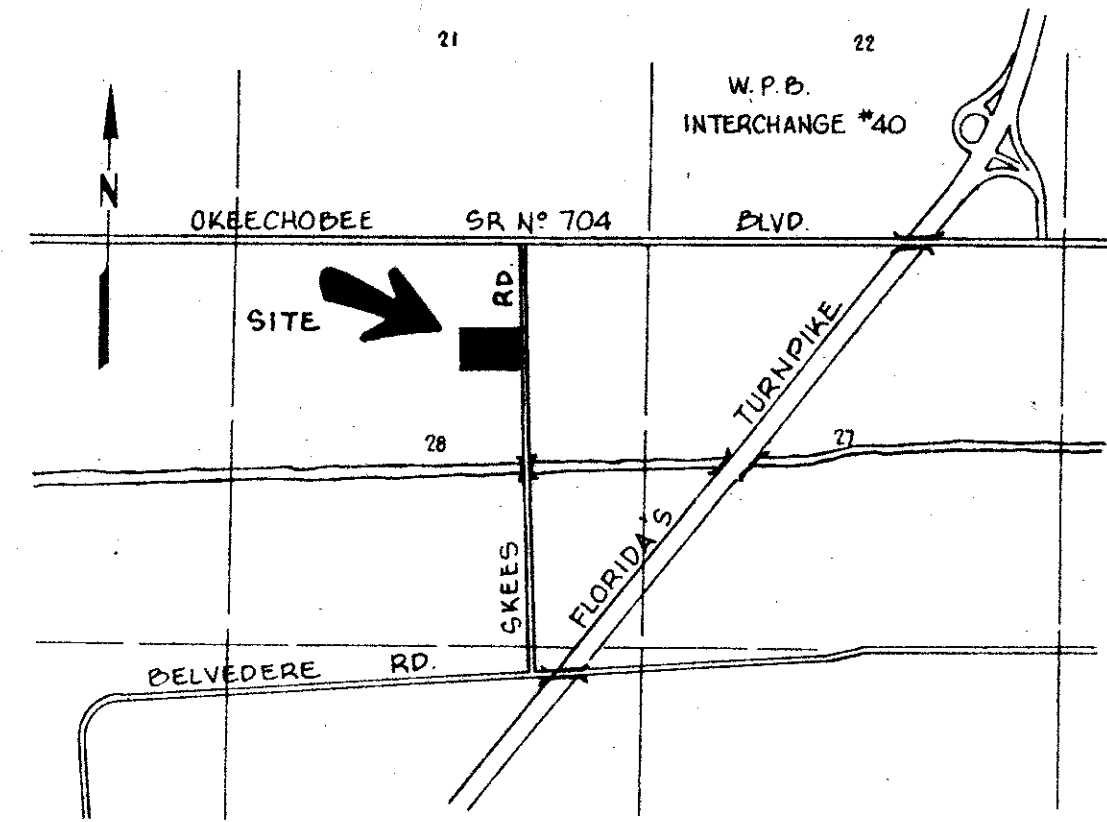 21
22
W.P.B.
INTERCHANGE #40
N
OKEECHOBEE SR Nº 704 BLVD.
SITE
SKEES RD.
FLORIDA'S TURNPIKE
28
27
BELVEDERE RD.